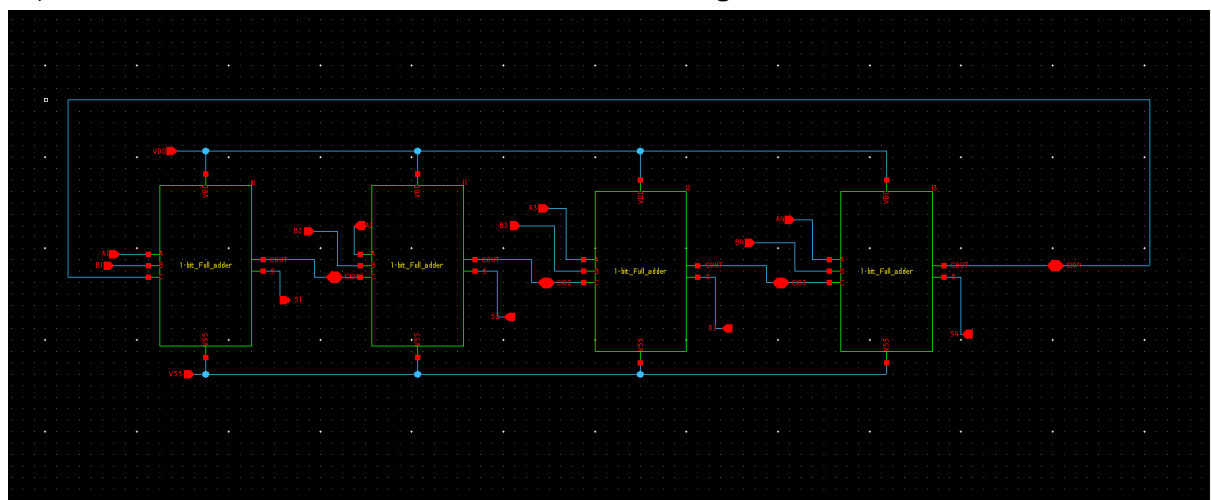 VDD
VDD
VDD
VDD
VDD
A1
B1
1-bit_Full_adder
COUT
S
S1
B2
A2
1-bit_Full_adder
COUT
S
S2
A3
B3
1-bit_Full_adder
COUT
S
A4
B4
1-bit_Full_adder
COUT
S
S4
VSS
VSS
VSS
VSS
VSS